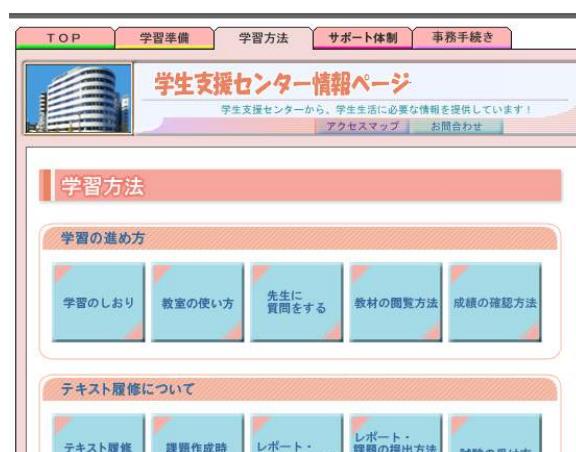 TOP
学習準備
学習方法
サポート体制
事務手続き
学生支援センター情報ページ
学生支援センターから、学生生活に必要な情報を提供しています！
アクセスマップ
お問合わせ
学習方法
学習の進め方
学習のしおり
教室の使い方
先生に
質問をする
教材の閲覧方法
成績の確認方法
テキスト履修について
テキスト履修
課題作成時
レポート・
レポート・
課題の提出方法
試験の受け方